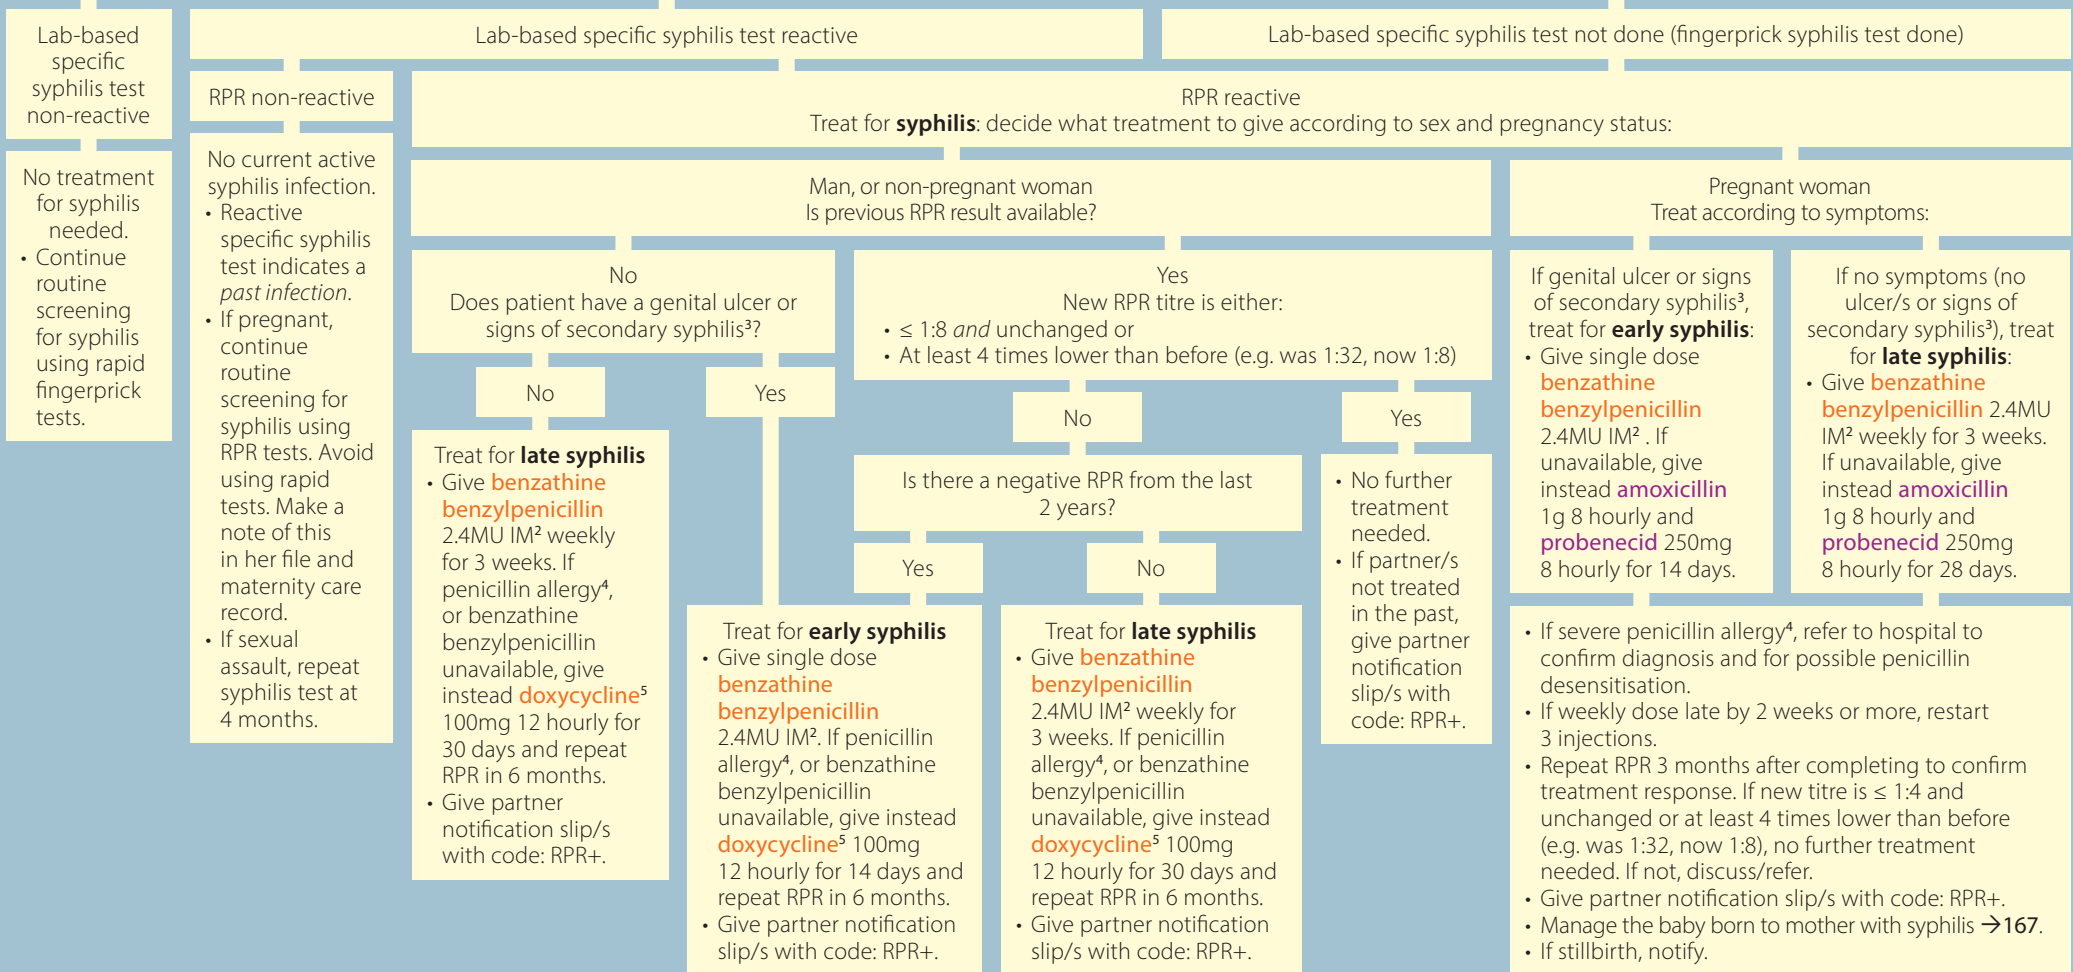 Lab-based
specific
syphilis test
non-reactive
No treatment
for syphilis
needed.
• Continue
routine
screening
for syphilis
using rapid
fingerprick
tests.
Lab-based specific syphilis test reactive
RPR non-reactive
No current active
syphilis infection.
• Reactive
specific syphilis
test indicates a
past infection.
• If pregnant,
continue
routine
screening for
syphilis using
RPR tests. Avoid
using rapid
tests. Make a
note of this
in her file and
maternity care
record.
• If sexual
assault, repeat
syphilis test at
4 months.
Lab-based specific syphilis test not done (fingerprick syphilis test done)
RPR reactive
Treat for syphilis: decide what treatment to give according to sex and pregnancy status:
Man, or non-pregnant woman
Is previous RPR result available?
No
Does patient have a genital ulcer or
signs of secondary syphilis³?
No
Treat for late syphilis
• Give benzathine
benzylpenicillin
2.4MU IM² weekly
for 3 weeks. If
penicillin allergy⁴,
or benzathine
benzylpenicillin
unavailable, give
instead doxycycline⁵
100mg 12 hourly for
30 days and repeat
RPR in 6 months.
• Give partner
notification slip/s
with code: RPR+.
Yes
Yes
New RPR titre is either:
• ≤ 1:8 and unchanged or
• At least 4 times lower than before (e.g. was 1:32, now 1:8)
No
Is there a negative RPR from the last
2 years?
Yes
Treat for early syphilis
• Give single dose
benzathine
benzylpenicillin
2.4MU IM². If penicillin
allergy⁴, or benzathine
benzylpenicillin
unavailable, give instead
doxycycline⁵ 100mg
12 hourly for 14 days and
repeat RPR in 6 months.
• Give partner notification
slip/s with code: RPR+.
No
Treat for late syphilis
• Give benzathine
benzylpenicillin
2.4MU IM² weekly for
3 weeks. If penicillin
allergy⁴, or benzathine
benzylpenicillin
unavailable, give instead
doxycycline⁵ 100mg
12 hourly for 30 days and
repeat RPR in 6 months.
• Give partner notification
slip/s with code: RPR+.
Yes
• No further
treatment
needed.
• If partner/s
not treated
in the past,
give partner
notification
slip/s with
code: RPR+.
Pregnant woman
Treat according to symptoms:
If genital ulcer or signs
of secondary syphilis³,
treat for early syphilis:
• Give single dose
benzathine
benzylpenicillin
2.4MU IM² . If
unavailable, give
instead amoxicillin
1g 8 hourly and
probenecid 250mg
8 hourly for 14 days.
If no symptoms (no
ulcer/s or signs of
secondary syphilis³), treat
for late syphilis:
• Give benzathine
benzylpenicillin 2.4MU
IM² weekly for 3 weeks.
If unavailable, give
instead amoxicillin
1g 8 hourly and
probenecid 250mg
8 hourly for 28 days.
• If severe penicillin allergy⁴, refer to hospital to
confirm diagnosis and for possible penicillin
desensitisation.
• If weekly dose late by 2 weeks or more, restart
3 injections.
• Repeat RPR 3 months after completing to confirm
treatment response. If new titre is ≤ 1:4 and
unchanged or at least 4 times lower than before
(e.g. was 1:32, now 1:8), no further treatment
needed. If not, discuss/refer.
• Give partner notification slip/s with code: RPR+.
• Manage the baby born to mother with syphilis →167.
• If stillbirth, notify.